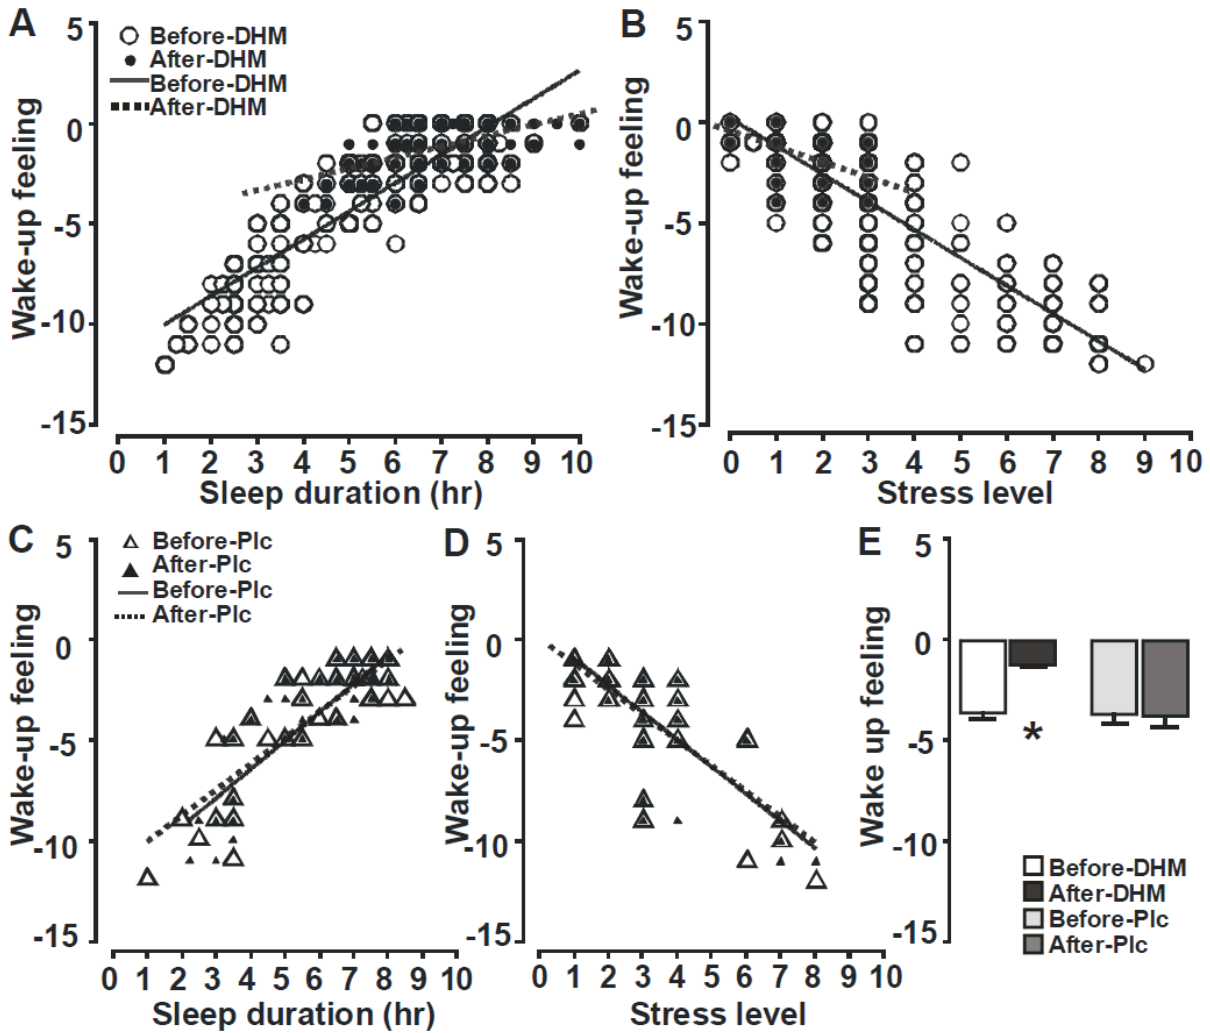 A
5
0
-5
-10
-15
Wake-up feeling
Before-DHM
After-DHM
Before-DHM
After-DHM
0 1 2 3 4 5 6 7 8 9 10
Sleep duration (hr)
B
5
0
-5
-10
-15
Wake-up feeling
0 1 2 3 4 5 6 7 8 9 10
Stress level
C
5
0
-5
-10
-15
Wake-up feeling
Before-Plc
After-Plc
Before-Plc
After-Plc
0 1 2 3 4 5 6 7 8 9 10
Sleep duration (hr)
D
5
0
-5
-10
-15
Wake-up feeling
0 1 2 3 4 5 6 7 8 9 10
Stress level
E
5
0
-5
-10
-15
Wake up feeling
*
Before-DHM
After-DHM
Before-Plc
After-Plc